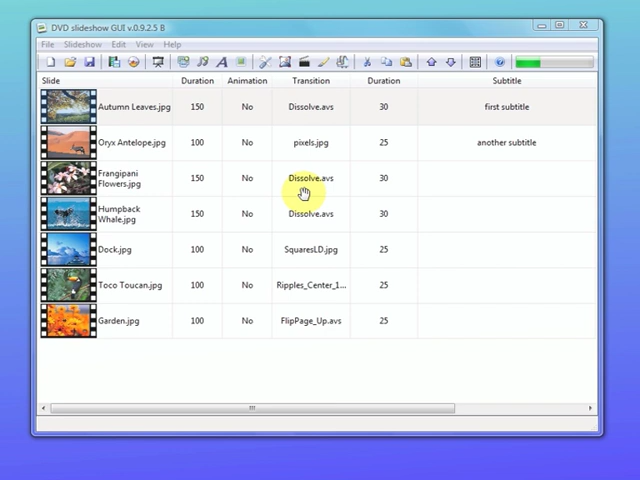 DVD slideshow GUI v.0.9.2.5 B
File Slideshow Edit View Help
Slide Duration Animation Transition Duration Subtitle
Autumn Leaves.jpg 150 No Dissolve.avs 30 first subtitle
Oryx Antelope.jpg 100 No pixels.jpg 25 another subtitle
Frangipani
Flowers.jpg 150 No Dissolve.avs 30
Humpback
Whale.jpg 150 No Dissolve.avs 30
Dock.jpg 100 No SquaresLD.jpg 25
Toco Toucan.jpg 100 No Ripples_Center_1... 25
Garden.jpg 100 No FlipPage_Up.avs 25